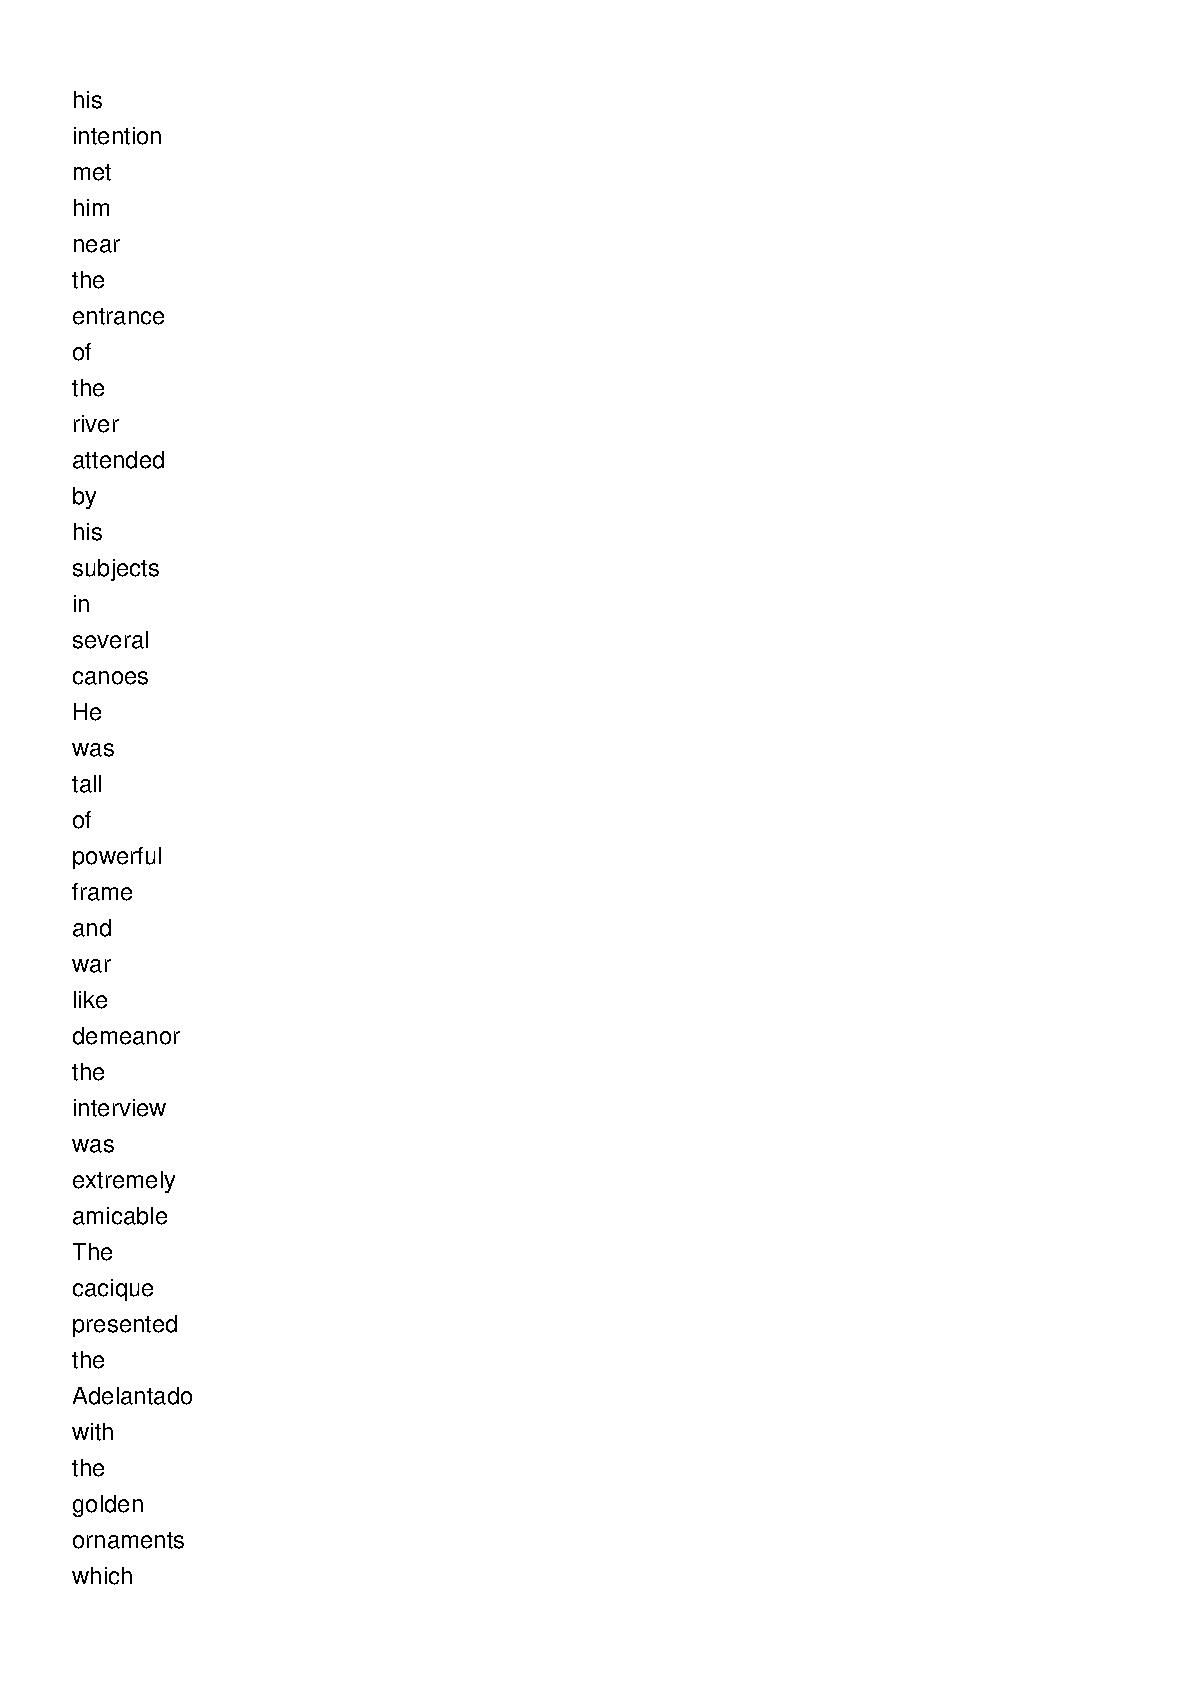 his
intention
met
him
near
the
entrance
of
the
river
attended
by
his
subjects
in
several
canoes
He
was
tall
of
powerful
frame
and
war
like
demeanor
the
interview
was
extremely
amicable
The
cacique
presented
the
Adelantado
with
the
golden
ornaments
which